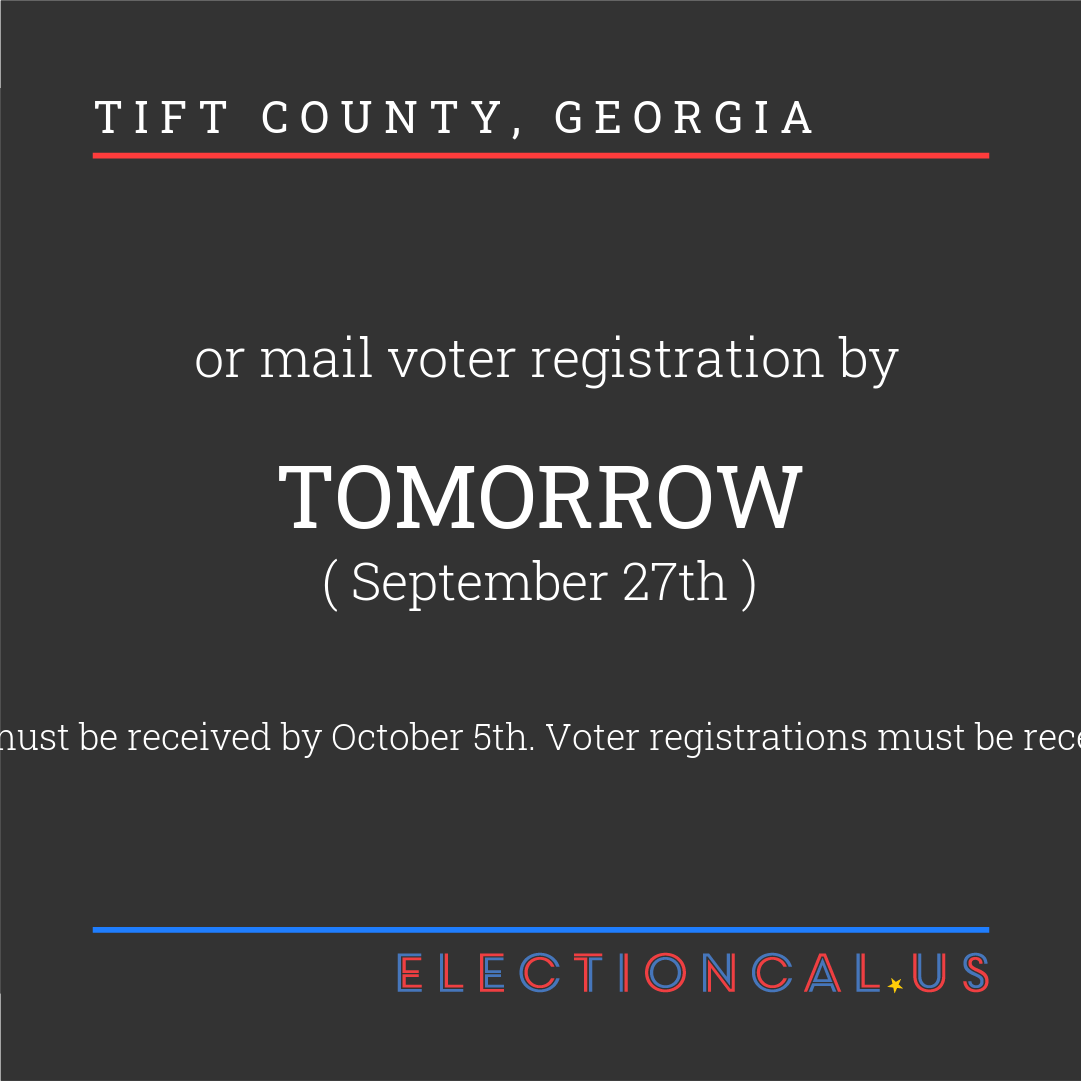 TIFT COUNTY, GEORGIA
or mail voter registration by
TOMORROW
( September 27th )
must be received by October 5th. Voter registrations must be
ELECTIONCAL.US